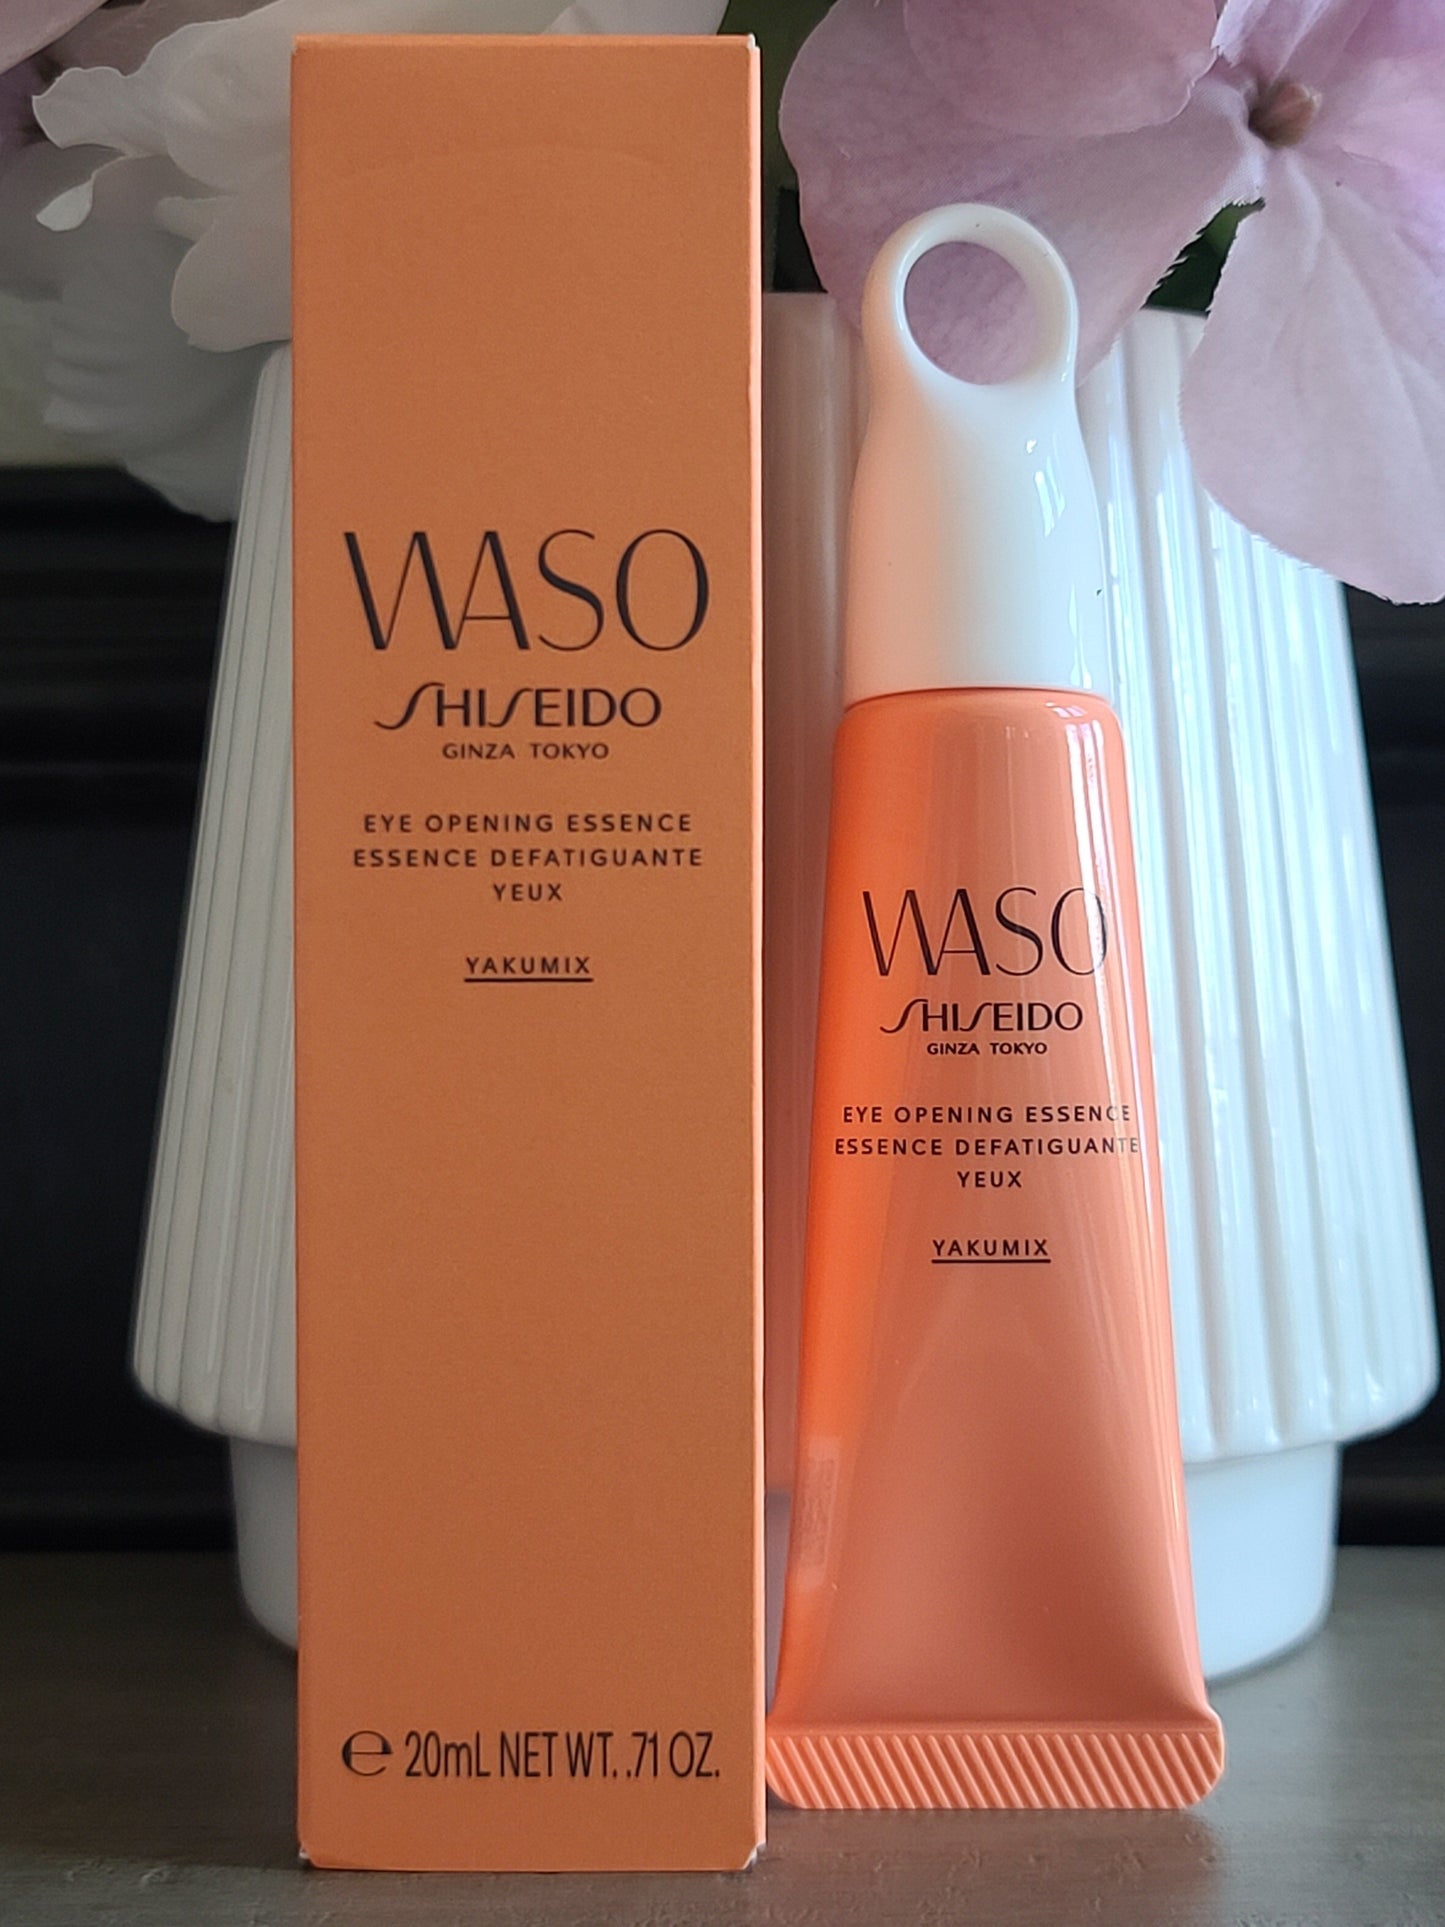 WASO
SHISEIDO
GINZA TOKYO
EYE OPENING ESSENCE
ESSENCE DEFATIGUANTE
YEUX
YAKUMIX
e 20mL NET WT. .71 OZ.
WASO
SHISEIDO
GINZA TOKYO
EYE OPENING ESSENCE
ESSENCE DEFATIGUANTE
YEUX
YAKUMIX